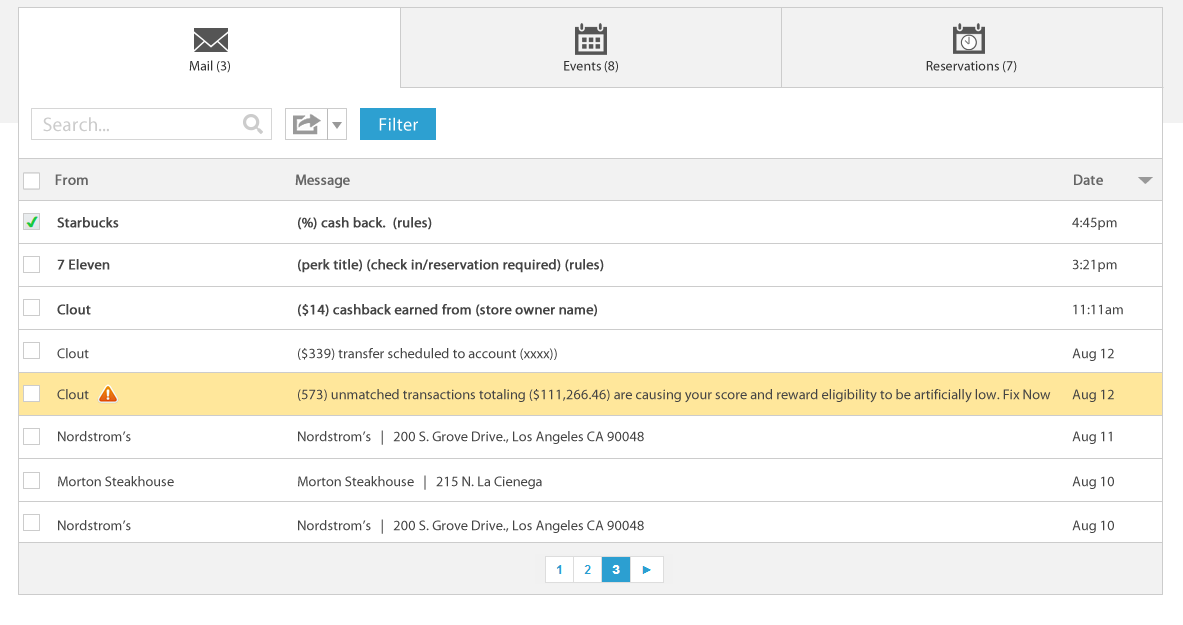 Mail (3) Events (8) Reservations (7)
Search... Filter
From Message Date
Starbucks (%) cash back. (rules) 4:45pm
7 Eleven (perk title) (check in/reservation required) (rules) 3:21pm
Clout ($14) cashback earned from (store owner name) 11:11am
Clout ($339) transfer scheduled to account (xxxx)) Aug 12
Clout (573) unmatched transactions totaling ($111,266.46) are causing your score and reward eligibility to be artificially low. Fix Now Aug 12
Nordstrom’s Nordstrom’s | 200 S. Grove Drive., Los Angeles CA 90048 Aug 11
Morton Steakhouse Morton Steakhouse | 215 N. La Cienega Aug 10
Nordstrom’s Nordstrom’s | 200 S. Grove Drive., Los Angeles CA 90048 Aug 10
1 2 3